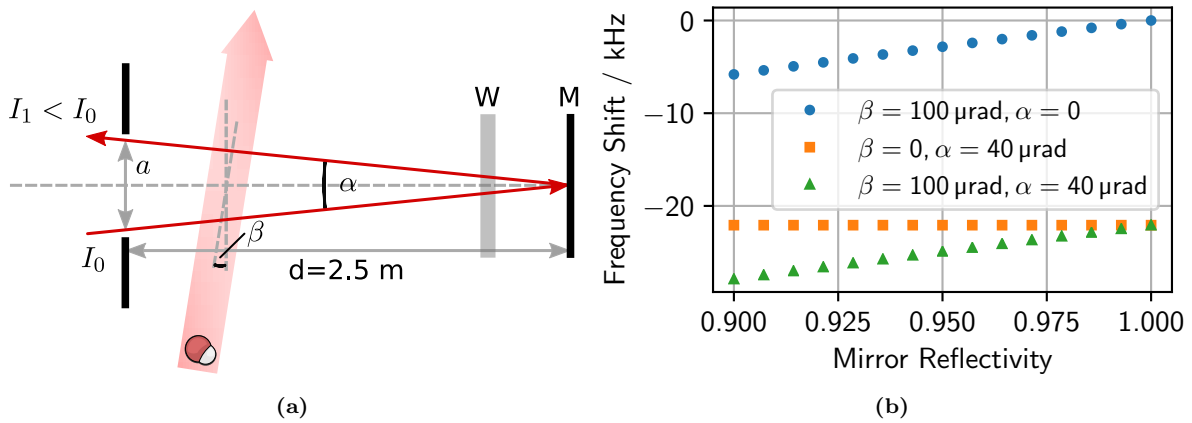 I₁ < I₀
a
I₀
α
β
d=2.5 m
W
M
(a)
Frequency Shift / kHz
0
−10
−20
β = 100 µrad, α = 0
β = 0, α = 40 µrad
β = 100 µrad, α = 40 µrad
0.900 0.925 0.950 0.975 1.000
Mirror Reflectivity
(b)